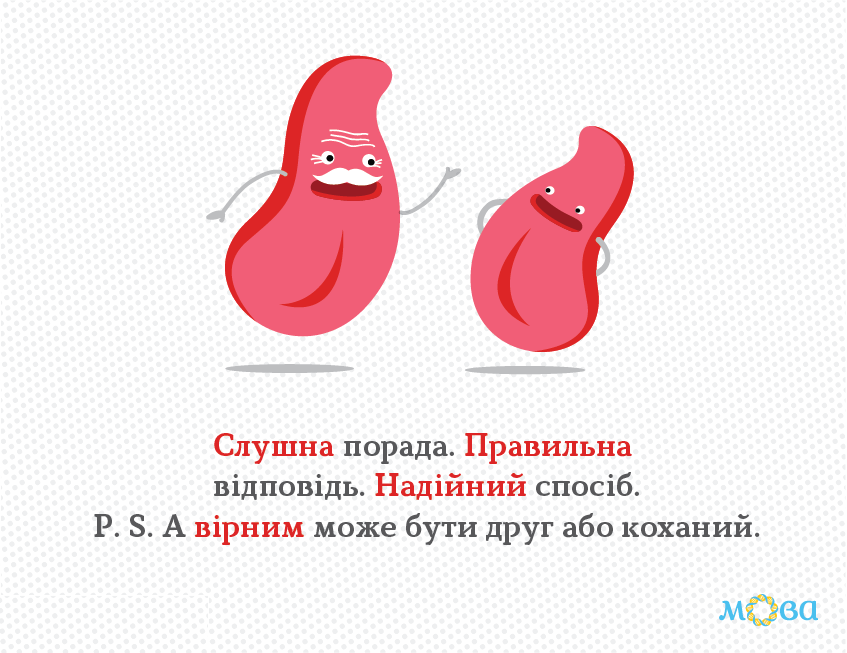 Слушна порада. Правильна
відповідь. Надійний спосіб.
P. S. А вірним може бути друг або коханий.
мова